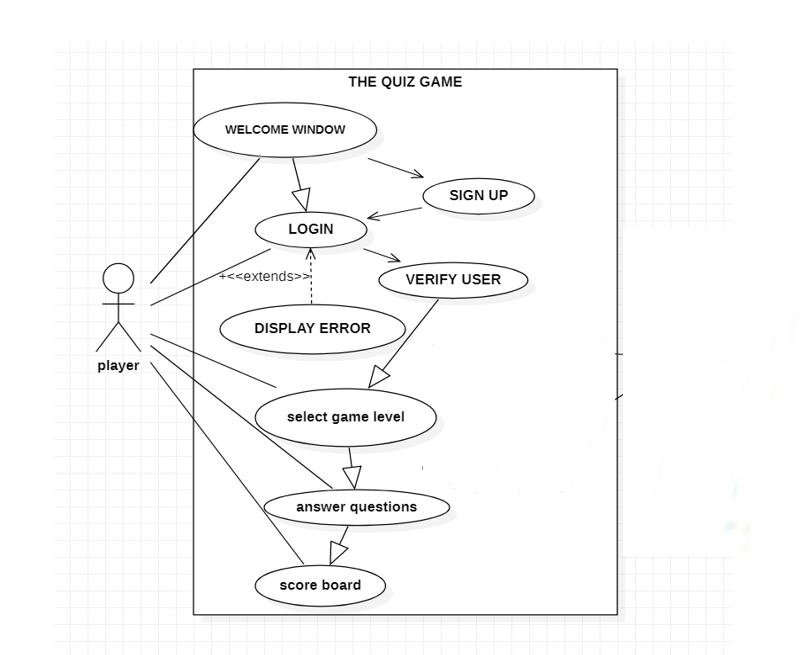 THE QUIZ GAME
WELCOME WINDOW
SIGN UP
LOGIN
+<<extends>>
VERIFY USER
DISPLAY ERROR
player
select game level
answer questions
score board